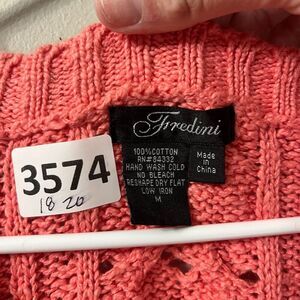 Fredini
100% COTTON
RN#84332
HAND WASH COLD
NO BLEACH
RESHAPE DRY FLAT
LOW IRON
M
Made
in
China
3574
18 20